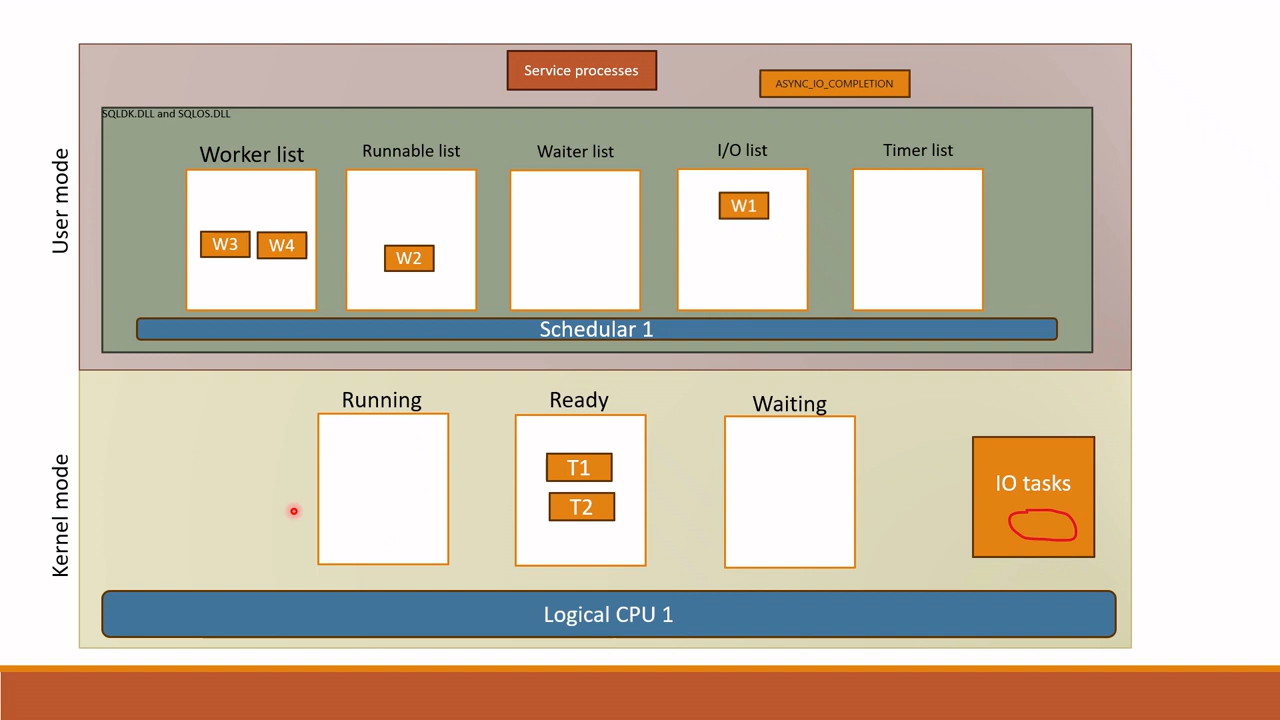 Service processes
ASYNC_IO_COMPLETION
SQLDK.DLL and SQLOS.DLL
User mode
Worker list
Runnable list
Waiter list
I/O list
Timer list
W1
W3
W4
W2
Schedular 1
Kernel mode
Running
Ready
Waiting
T1
T2
IO tasks
Logical CPU 1